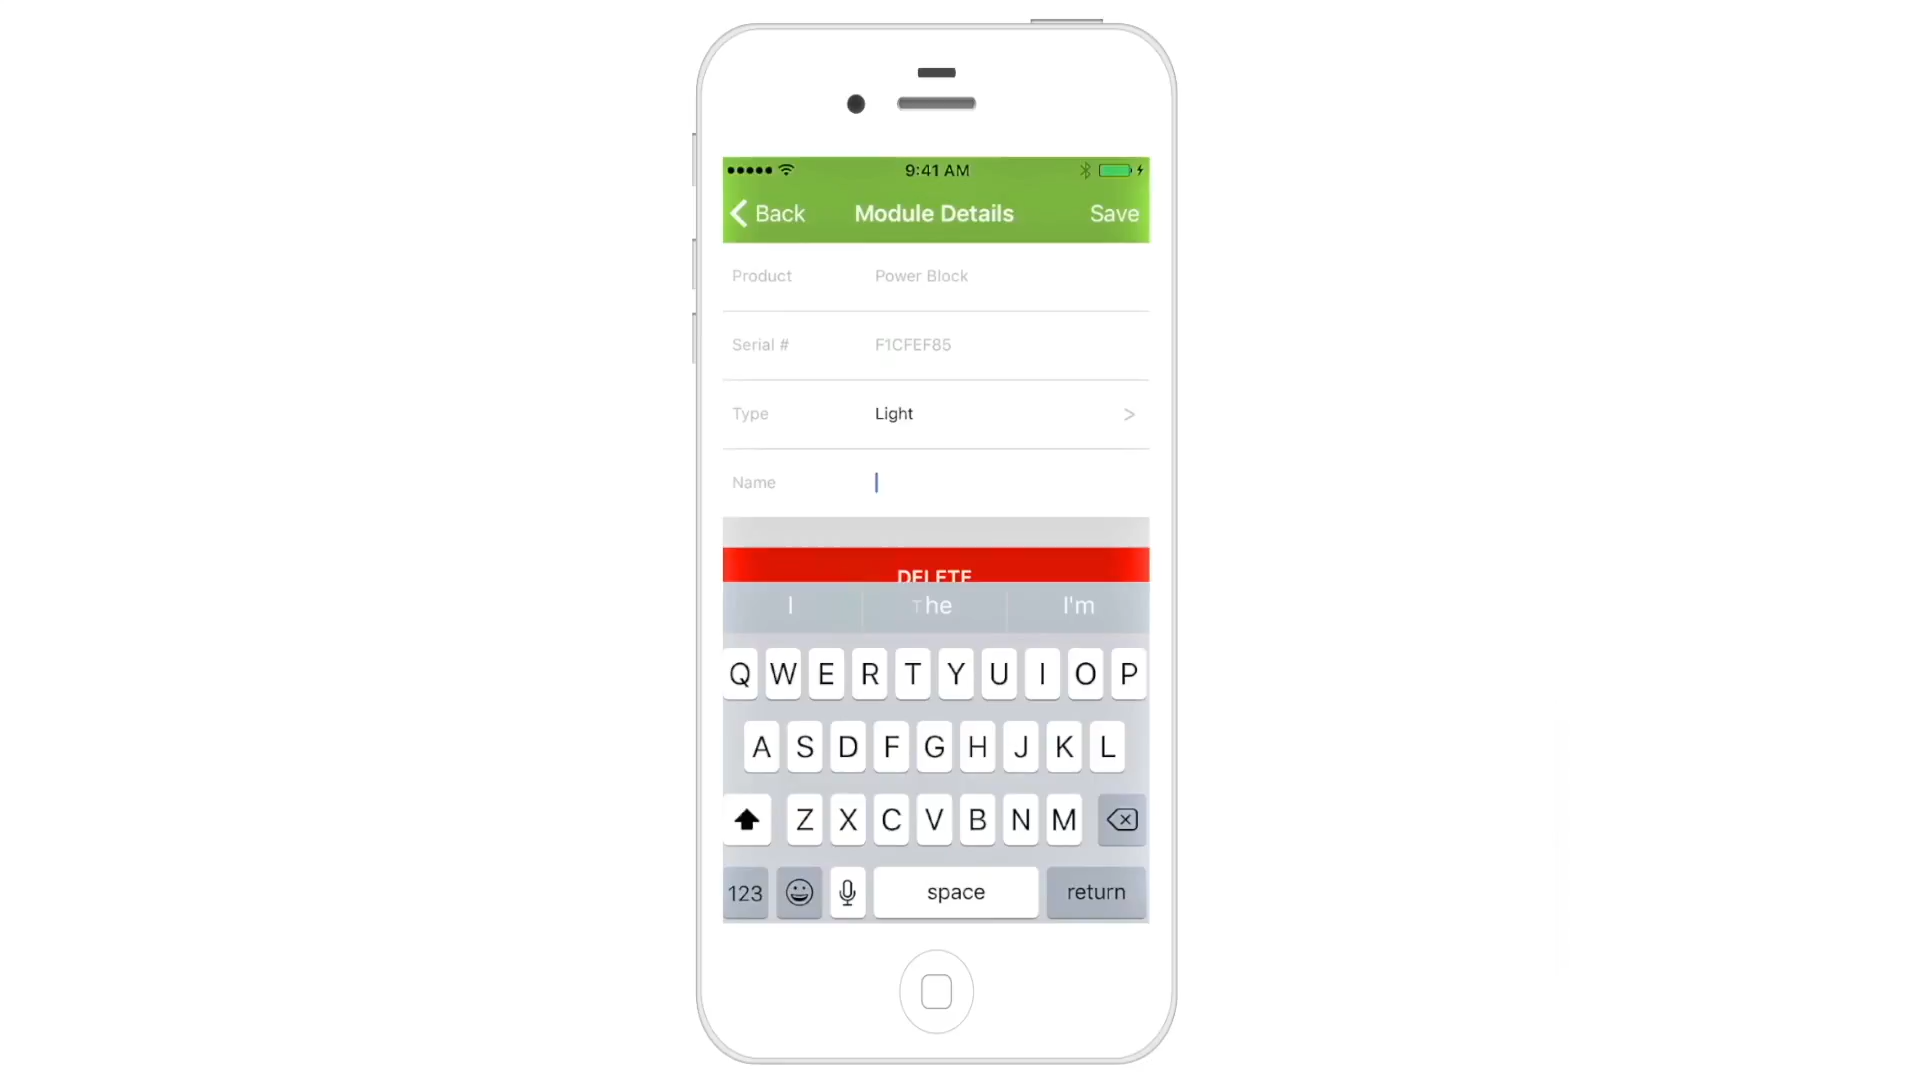 9:41 AM
Back Module Details Save
Product Power Block
Serial # F1CFEF85
Type Light >
Name
DELETE
I The I'm
Q W E R T Y U I O P
A S D F G H J K L
Z X C V B N M
123 space return